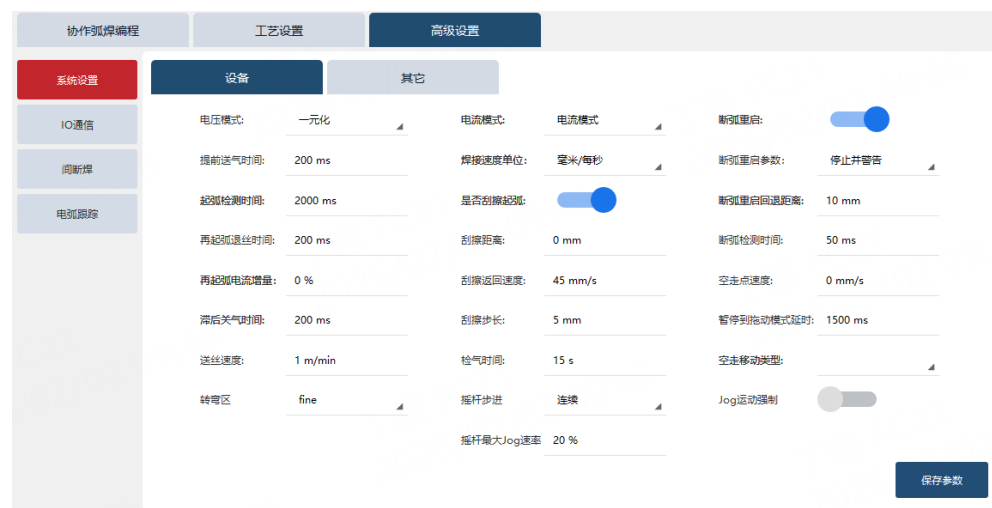 协作弧焊编程 工艺设置 高级设置
系统设置 设备 其它
IO通信
间断焊
电弧跟踪
电压模式: 一元化 电流模式: 电流模式 断弧重启:
提前送气时间: 200 ms 焊接速度单位: 毫米/每秒 断弧重启参数: 停止并警告
起弧检测时间: 2000 ms 是否刮擦起弧: 断弧重启回退距离: 10 mm
再起弧退丝时间: 200 ms 刮擦距离: 0 mm 断弧检测时间: 50 ms
再起弧电流增量: 0 % 刮擦返回速度: 45 mm/s 空走点速度: 0 mm/s
滞后关气时间: 200 ms 刮擦步长: 5 mm 暂停到拖动模式延时: 1500 ms
送丝速度: 1 m/min 检气时间: 15 s 空走移动类型:
转弯区 fine 摇杆步进 连续 Jog运动强制
摇杆最大Jog速率 20 %
保存参数